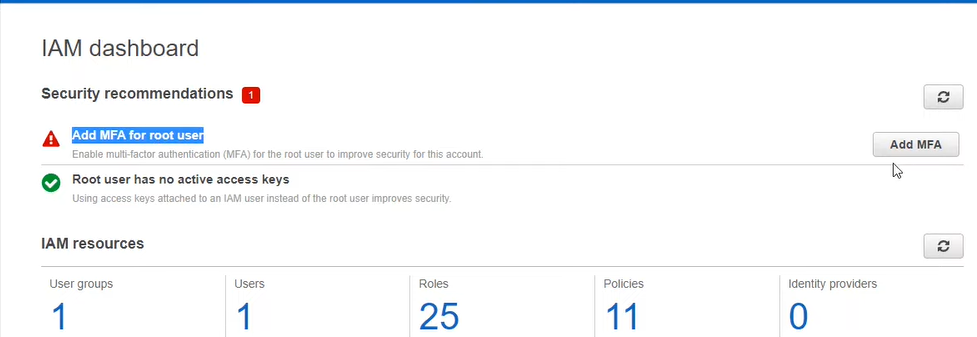 IAM dashboard
Security recommendations 1
Add MFA for root user
Enable multi-factor authentication (MFA) for the root user to improve security for this account.
Add MFA
Root user has no active access keys
Using access keys attached to an IAM user instead of the root user improves security.
IAM resources
User groups Users Roles Policies Identity providers
1 1 25 11 0